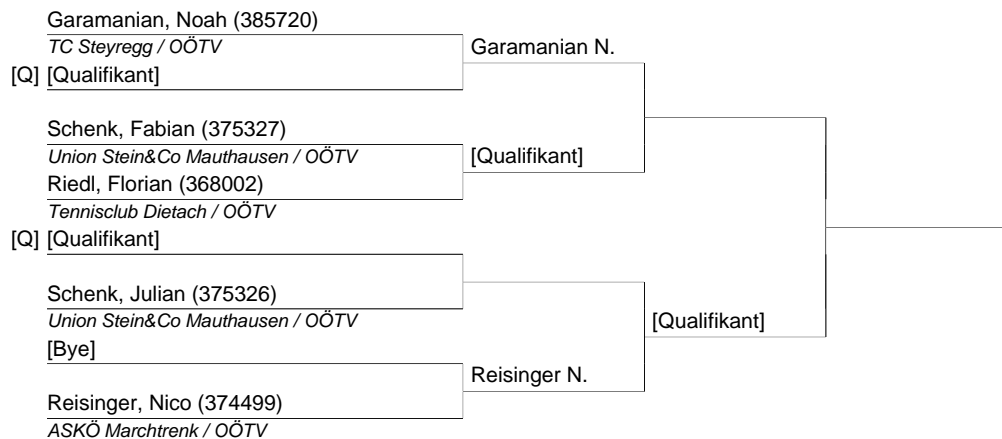 Garamanian, Noah (385720)
TC Steyregg / OÖTV
Garamanian N.
[Q] [Qualifikant]
Schenk, Fabian (375327)
Union Stein&Co Mauthausen / OÖTV
[Qualifikant]
Riedl, Florian (368002)
Tennisclub Dietach / OÖTV
[Q] [Qualifikant]
Schenk, Julian (375326)
Union Stein&Co Mauthausen / OÖTV
[Qualifikant]
[Bye]
Reisinger N.
Reisinger, Nico (374499)
ASKÖ Marchtrenk / OÖTV